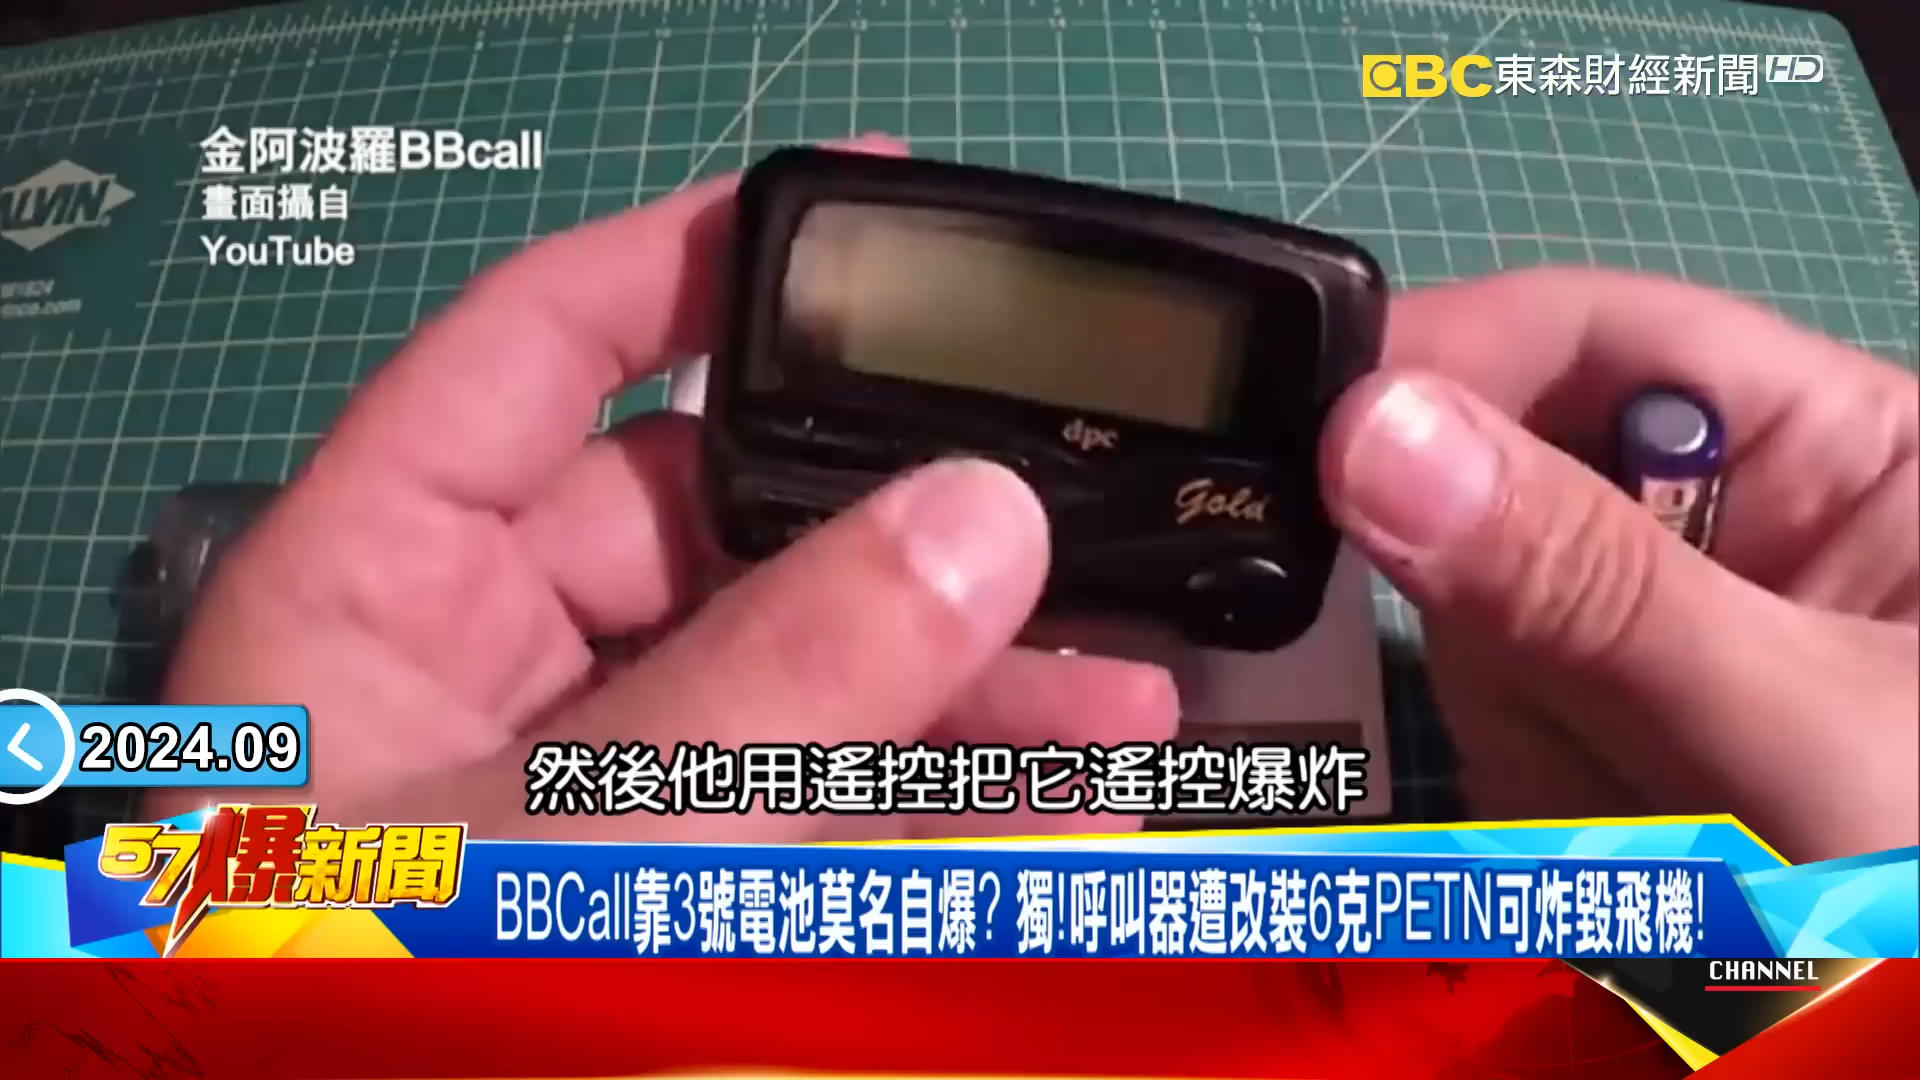 EBC東森財經新聞HD
金阿波羅BBcall
畫面攝自
YouTube
ALVIN
dpc
Gold
2024.09
然後他用遙控把它遙控爆炸
57爆新聞
BBCall靠3號電池莫名自爆? 獨!呼叫器遭改裝6克PETN可炸毀飛機!
CHANNEL